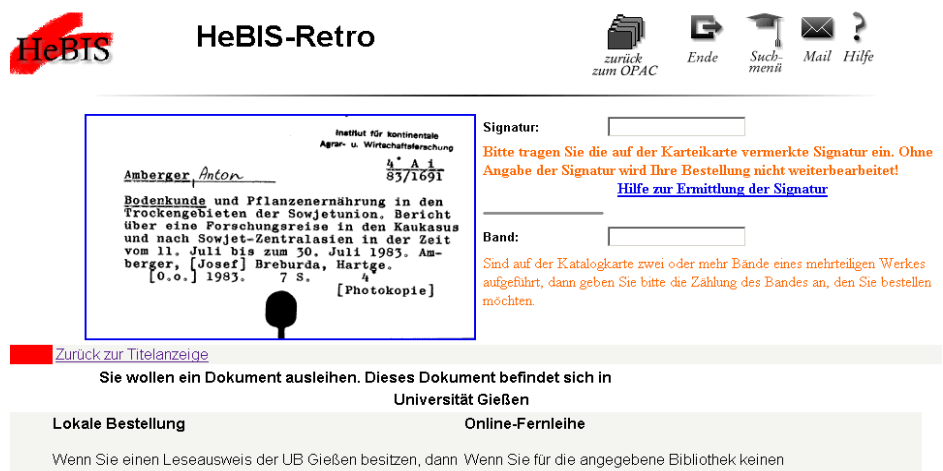 HeBIS
HeBIS-Retro
zurück
zum OPAC
Ende
Such-
menü
Mail
Hilfe
Institut für kontinentale
Agrar- u. Wirtschaftsforschung
4° A i
83/1691
Amberger, Anton
Bodenkunde und Pflanzenernährung in den
Trockengebieten der Sowjetunion. Bericht
über eine Forschungsreise in den Kaukasus
und nach Sowjet-Zentralasien in der Zeit
vom 11. Juli bis zum 30. Juli 1983. Am-
berger, [Josef] Breburda, Hartge.
[O.o.] 1983. 7 S. 4°
[Photokopie]
Signatur:
Bitte tragen Sie die auf der Karteikarte vermerkte Signatur ein. Ohne
Angabe der Signatur wird Ihre Bestellung nicht weiterbearbeitet!
Hilfe zur Ermittlung der Signatur
Band:
Sind auf der Katalogkarte zwei oder mehr Bände eines mehrteiligen Werkes
aufgeführt, dann geben Sie bitte die Zählung des Bandes an, den Sie bestellen
möchten.
Zurück zur Titelanzeige
Sie wollen ein Dokument ausleihen. Dieses Dokument befindet sich in
Universität Gießen
Lokale Bestellung
Wenn Sie einen Leseausweis der UB Gießen besitzen, dann
Online-Fernleihe
Wenn Sie für die angegebene Bibliothek keinen